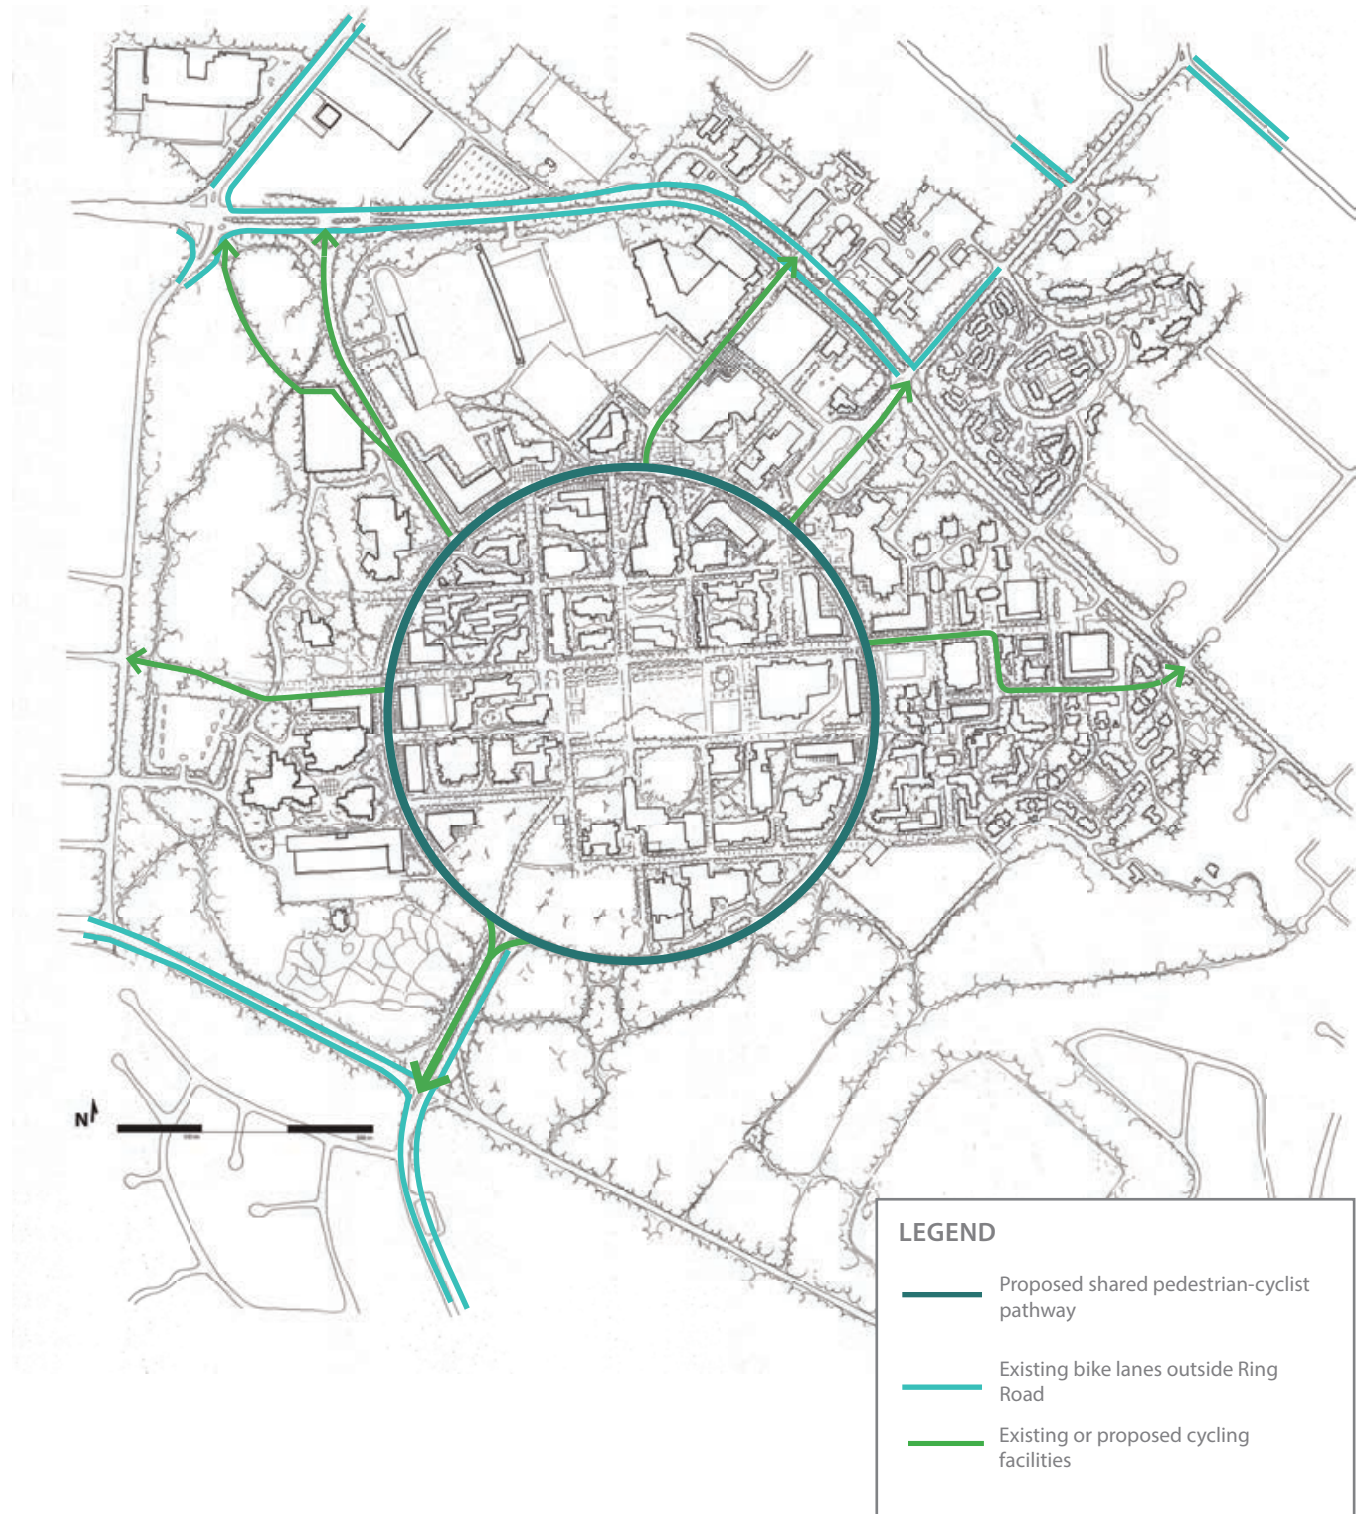 N
LEGEND
Proposed shared pedestrian-cyclist
pathway
Existing bike lanes outside Ring
Road
Existing or proposed cycling
facilities